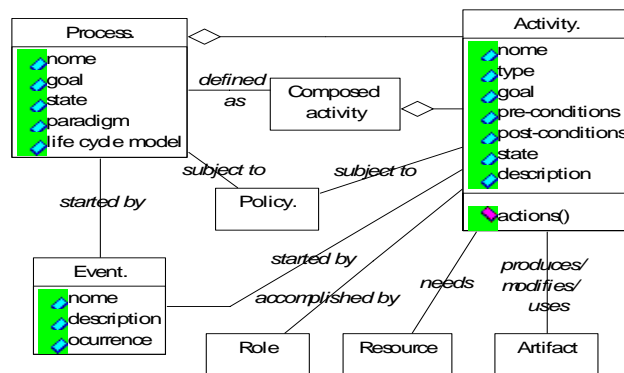 Process.
nome
goal
state
paradigm
life cycle model
Activity.
nome
type
goal
pre-conditions
post-conditions
state
description
actions()
defined
as
Composed
activity
subject to
subject to
Policy.
started by
Event.
nome
description
ocurrence
started by
accomplished by
needs
produces/
modifies/
uses
Role
Resource
Artifact